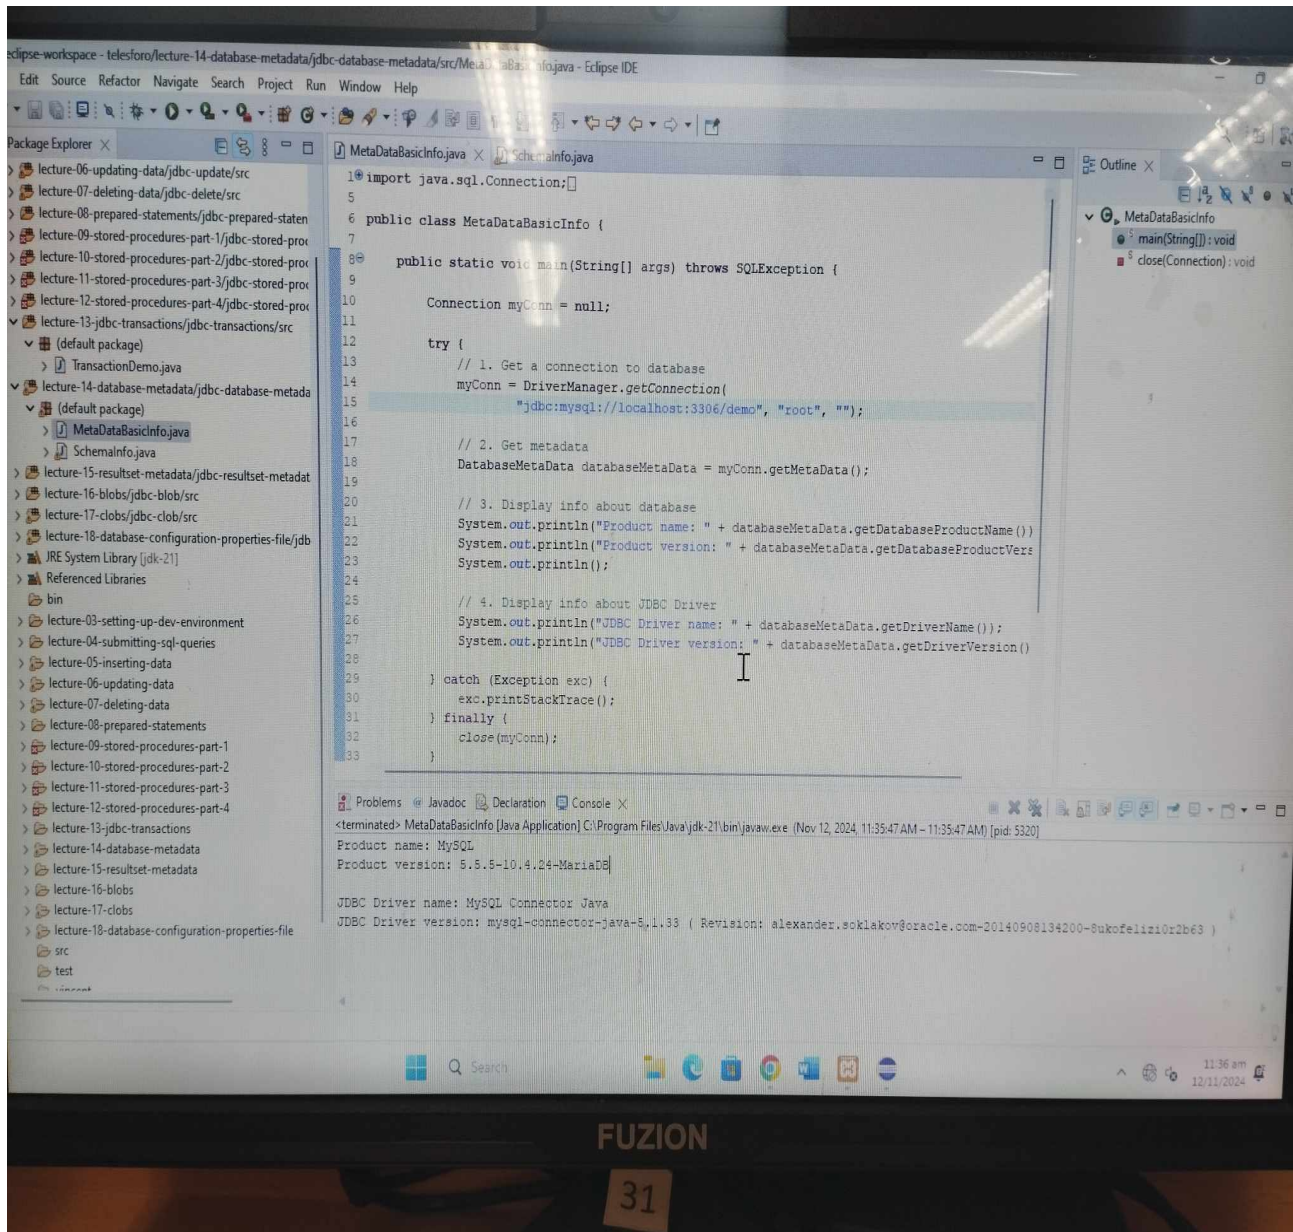 eclipse-workspace - telesforo/lecture-14-database-metadata/jdbc-database-metadata/src/MetaDataBasicInfo.java - Eclipse IDE
Edit Source Refactor Navigate Search Project Run Window Help
Package Explorer
lecture-06-updating-data/jdbc-update/src
lecture-07-deleting-data/jdbc-delete/src
lecture-08-prepared-statements/jdbc-prepared-staten
lecture-09-stored-procedures-part-1/jdbc-stored-proc
lecture-10-stored-procedures-part-2/jdbc-stored-proc
lecture-11-stored-procedures-part-3/jdbc-stored-proc
lecture-12-stored-procedures-part-4/jdbc-stored-proc
lecture-13-jdbc-transactions/jdbc-transactions/src
(default package)
TransactionDemo.java
lecture-14-database-metadata/jdbc-database-metada
(default package)
MetaDataBasicInfo.java
SchemaInfo.java
lecture-15-resultset-metadata/jdbc-resultset-metadat
lecture-16-blobs/jdbc-blob/src
lecture-17-clobs/jdbc-clob/src
lecture-18-database-configuration-properties-file/jdb
JRE System Library [jdk-21]
Referenced Libraries
bin
lecture-03-setting-up-dev-environment
lecture-04-submitting-sql-queries
lecture-05-inserting-data
lecture-06-updating-data
lecture-07-deleting-data
lecture-08-prepared-statements
lecture-09-stored-procedures-part-1
lecture-10-stored-procedures-part-2
lecture-11-stored-procedures-part-3
lecture-12-stored-procedures-part-4
lecture-13-jdbc-transactions
lecture-14-database-metadata
lecture-15-resultset-metadata
lecture-16-blobs
lecture-17-clobs
lecture-18-database-configuration-properties-file
src
test
MetaDataBasicInfo.java SchemaInfo.java
1 import java.sql.Connection;
5
6 public class MetaDataBasicInfo {
7
8 public static void main(String[] args) throws SQLException {
9
10 Connection myConn = null;
11
12 try {
13 // 1. Get a connection to database
14 myConn = DriverManager.getConnection(
15 "jdbc:mysql://localhost:3306/demo", "root", "");
16
17 // 2. Get metadata
18 DatabaseMetaData databaseMetaData = myConn.getMetaData();
19
20 // 3. Display info about database
21 System.out.println("Product name: " + databaseMetaData.getDatabaseProductName())
22 System.out.println("Product version: " + databaseMetaData.getDatabaseProductVers
23 System.out.println();
24
25 // 4. Display info about JDBC Driver
26 System.out.println("JDBC Driver name: " + databaseMetaData.getDriverName());
27 System.out.println("JDBC Driver version: " + databaseMetaData.getDriverVersion()
28
29 } catch (Exception exc) {
30 exc.printStackTrace();
31 } finally {
32 close(myConn);
33 }
Outline
MetaDataBasicInfo
main(String[]) : void
close(Connection) : void
Problems Javadoc Declaration Console
<terminated> MetaDataBasicInfo [Java Application] C:\Program Files\Java\jdk-21\bin\javaw.exe (Nov 12, 2024, 11:35:47 AM – 11:35:47 AM) [pid: 5320]
Product name: MySQL
Product version: 5.5.5-10.4.24-MariaDB
JDBC Driver name: MySQL Connector Java
JDBC Driver version: mysql-connector-java-5.1.33 ( Revision: alexander.soklakov@oracle.com-20140908134200-8ukofelizi0r2b63 )
Search
11:36 am
12/11/2024
FUZION
31